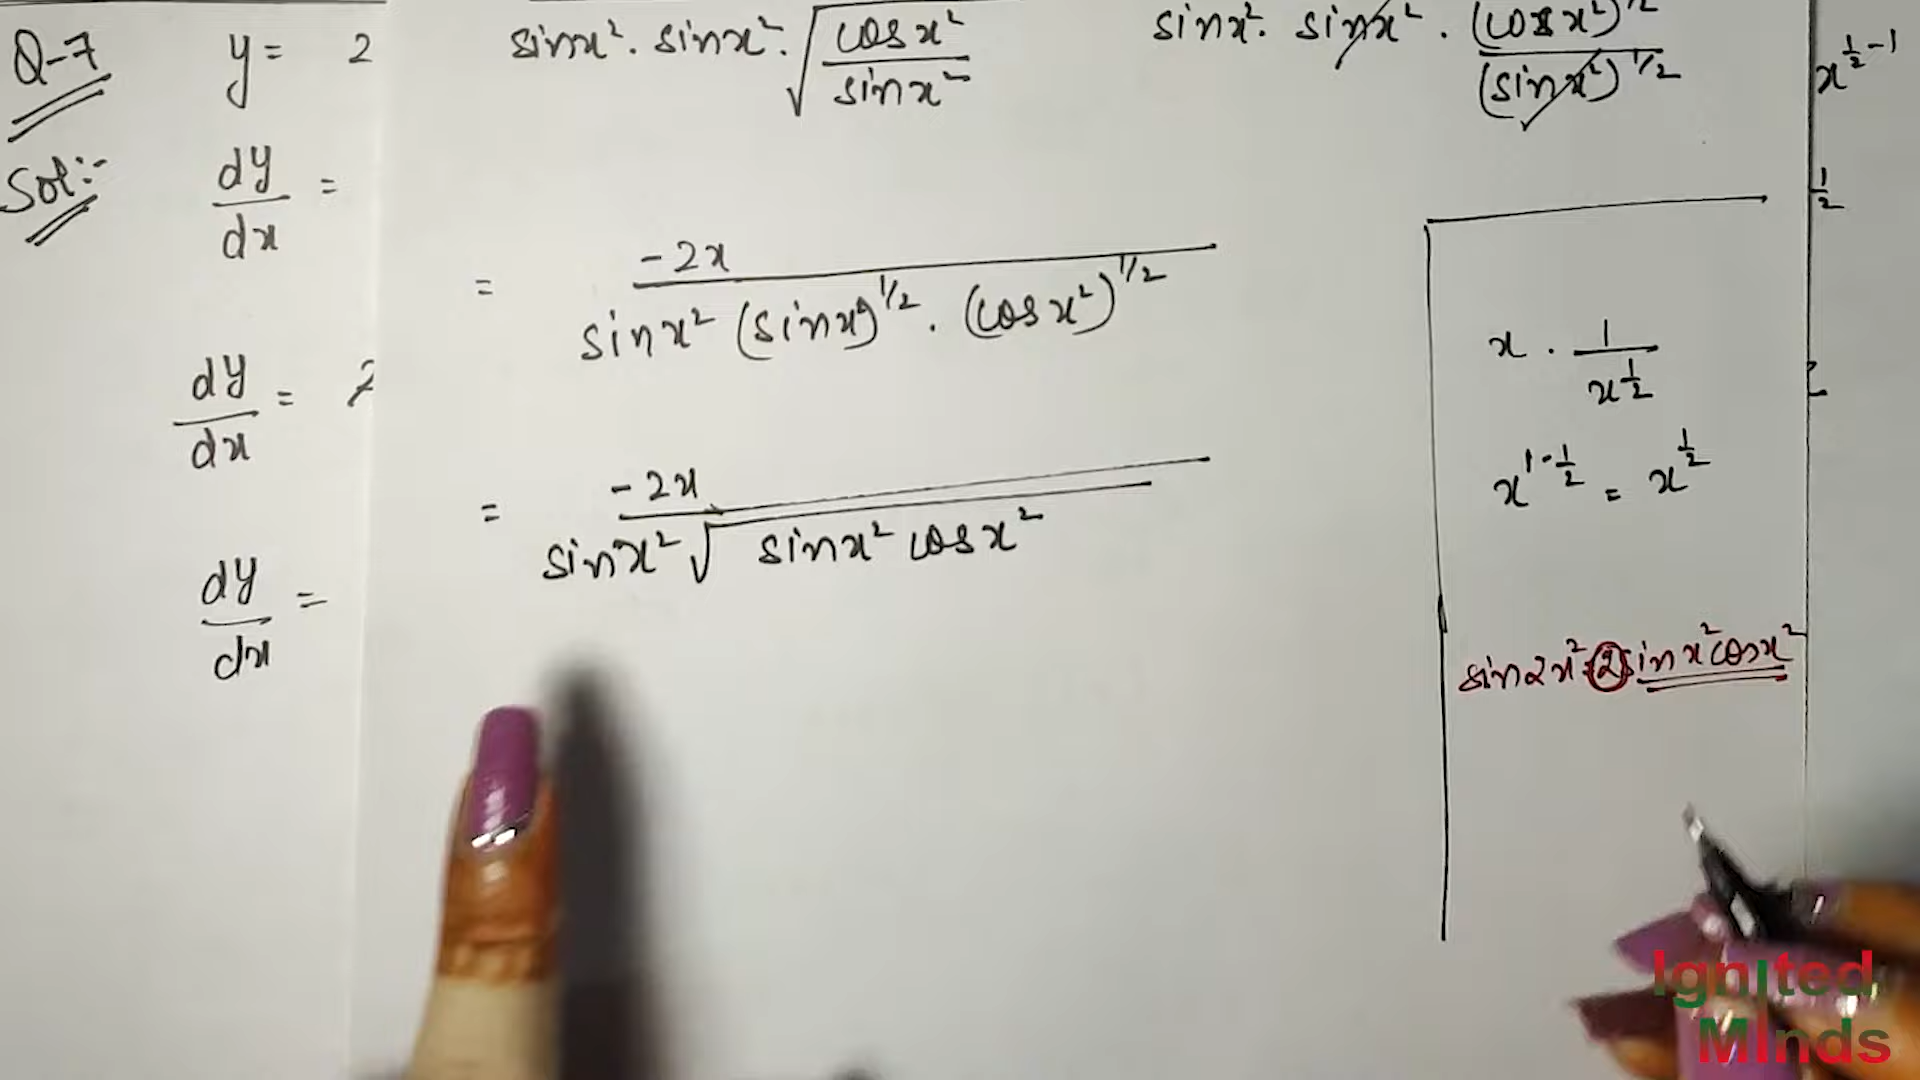 Q-7 y = 2
sinx². sinx². √(cosx²/sinx²)
sinx². sinx². (cosx²)^1/2 / (sinx²)^1/2
x^(1/2 - 1)
Sol:- dy/dx =
1/2
= -2x / sinx² (sinx²)^1/2 . (cosx²)^1/2
x . 1/x^(1/2)
dy/dx = 2
x^(1-1/2) = x^(1/2)
= -2x / sinx² √(sinx² cosx²)
dy/dx =
sin2x² = 2sinx²cosx²
Ignited
Minds